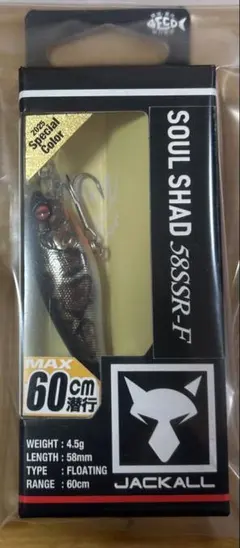 FECO
2025
Special
Color
SOUL SHAD 58SSR-F
MAX
60cm
潜行
WEIGHT : 4.5g
LENGTH : 58mm
TYPE : FLOATING
RANGE : 60cm
JACKALL